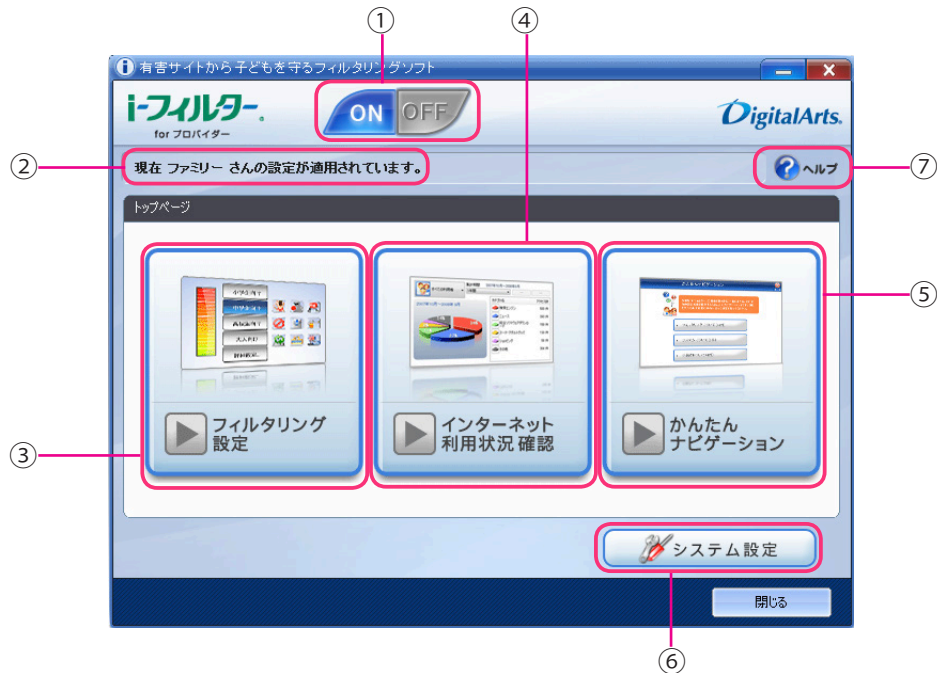 ① ④
有害サイトから子どもを守るフィルタリングソフト
i-フィルター®
for プロバイダー
ON OFF
DigitalArts®
② 現在 ファミリー さんの設定が適用されています。
ヘルプ ⑦
トップページ
⑤
③ フィルタリング
設定
インターネット
利用状況 確認
かんたん
ナビゲーション
システム設定
閉じる
⑥